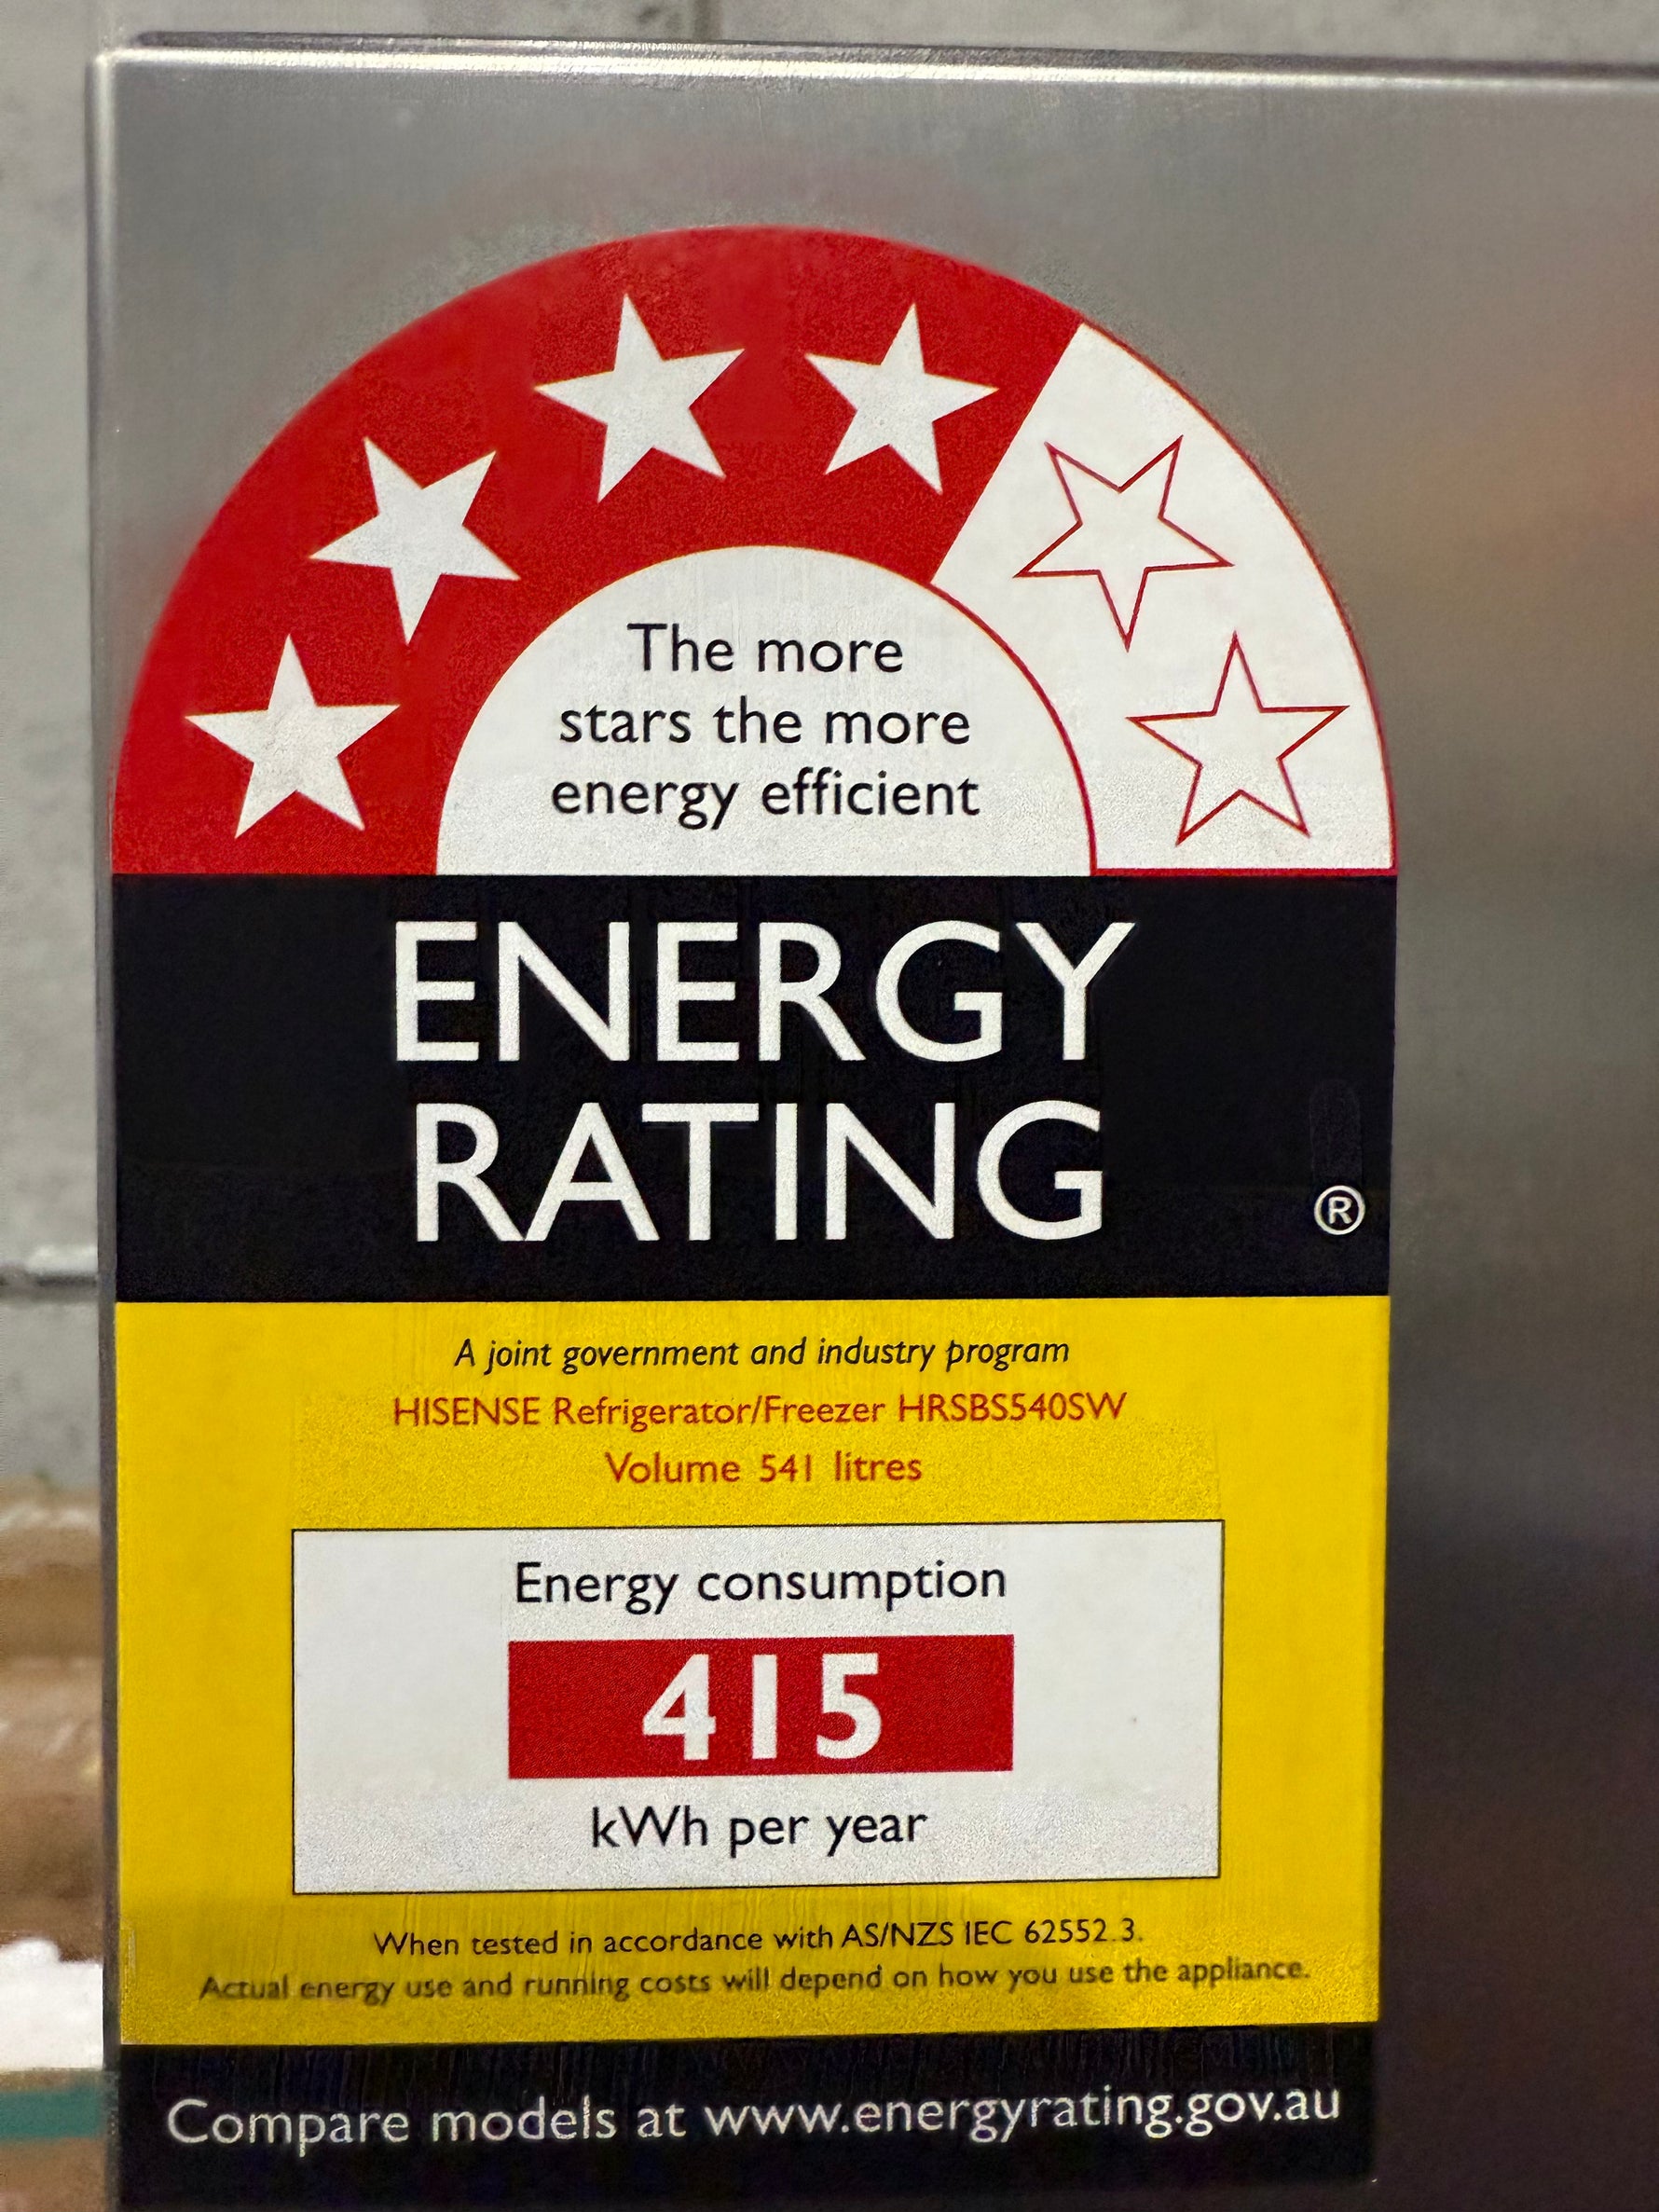 The more
stars the more
energy efficient
ENERGY
RATING
®
A joint government and industry program
HISENSE Refrigerator/Freezer HRSBS540SW
Volume 541 litres
Energy consumption
415
kWh per year
When tested in accordance with AS/NZS IEC 62552.3.
Actual energy use and running costs will depend on how you use the appliance.
Compare models at www.energyrating.gov.au